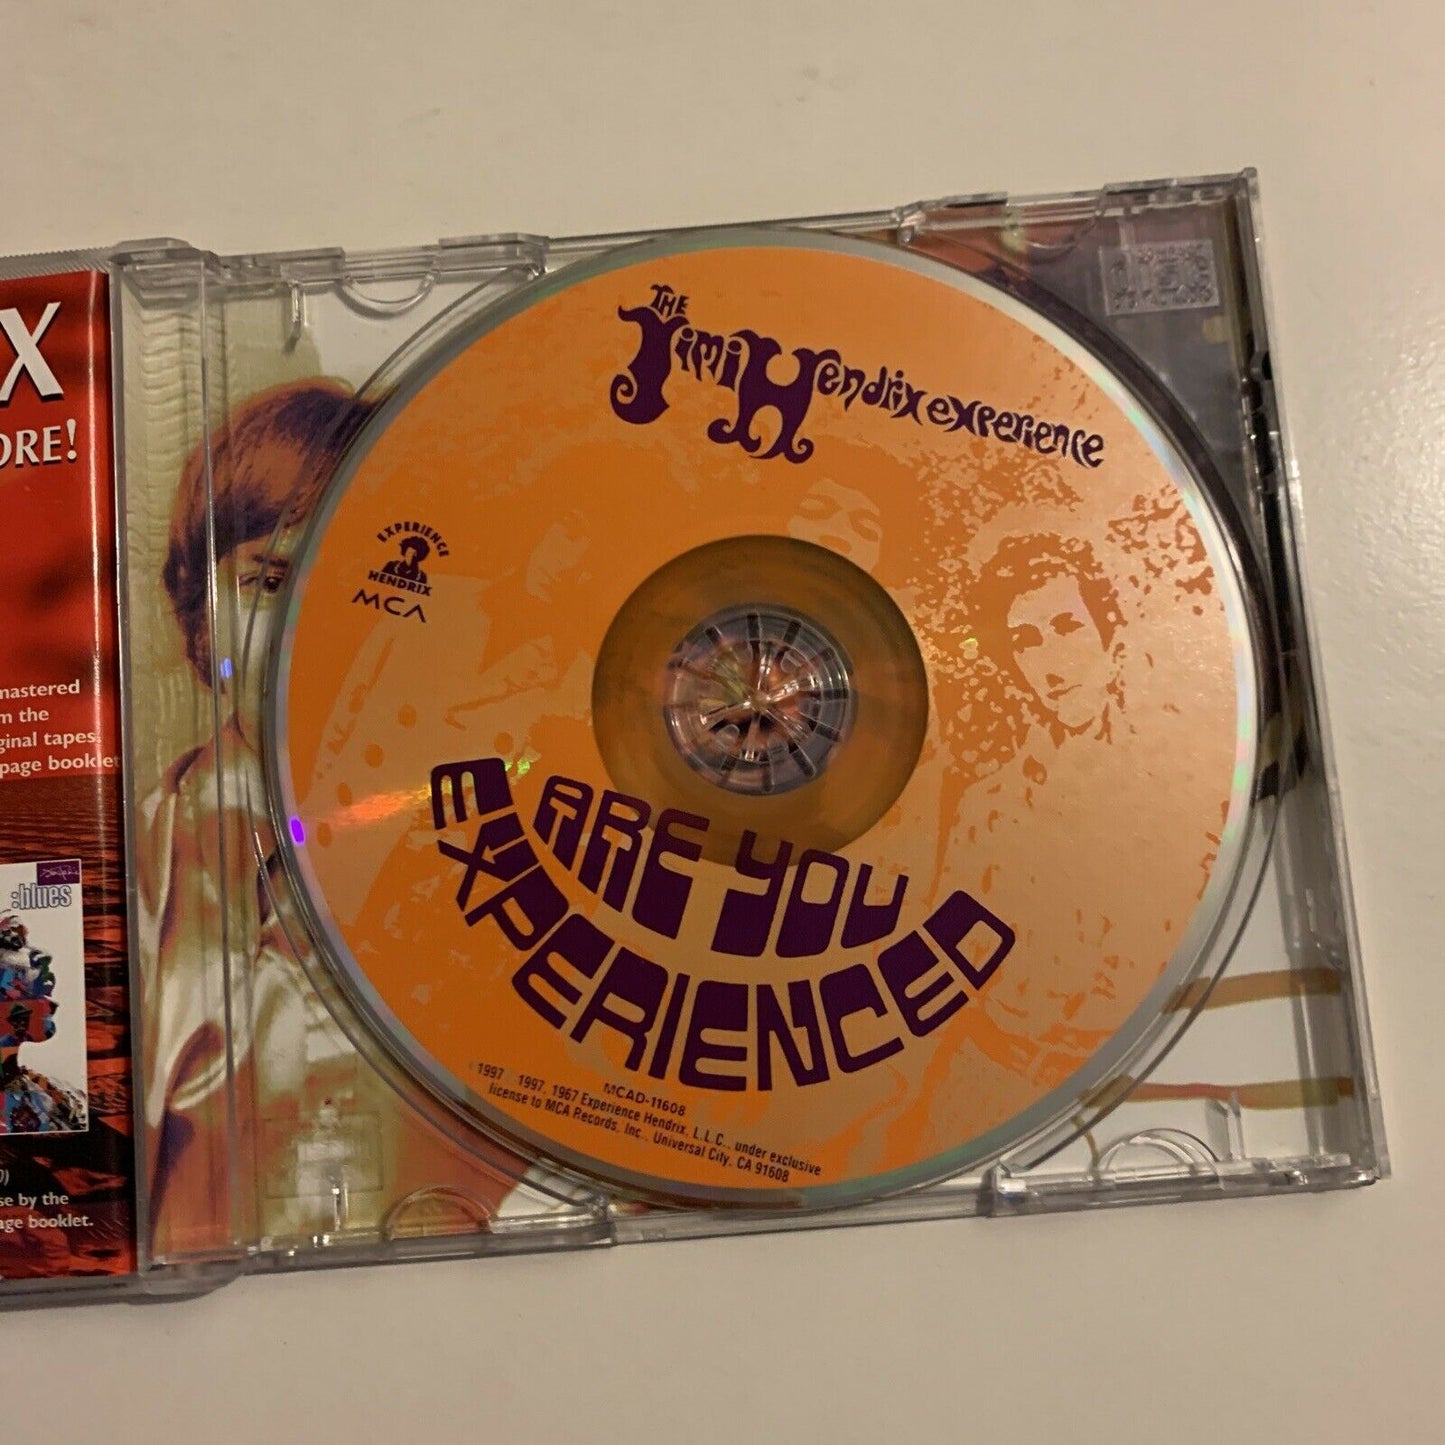 X
ORE!
mastered
m the
ginal tapes.
page booklet
:blues
0)
se by the
age booklet.
THE
Jimi Hendrix experience
EXPERIENCE
HENDRIX
MCA
ARE YOU
EXPERIENCED
MCAD-11608
1997 1997, 1967 Experience Hendrix, L.L.C., under exclusive
license to MCA Records, Inc., Universal City, CA 91608